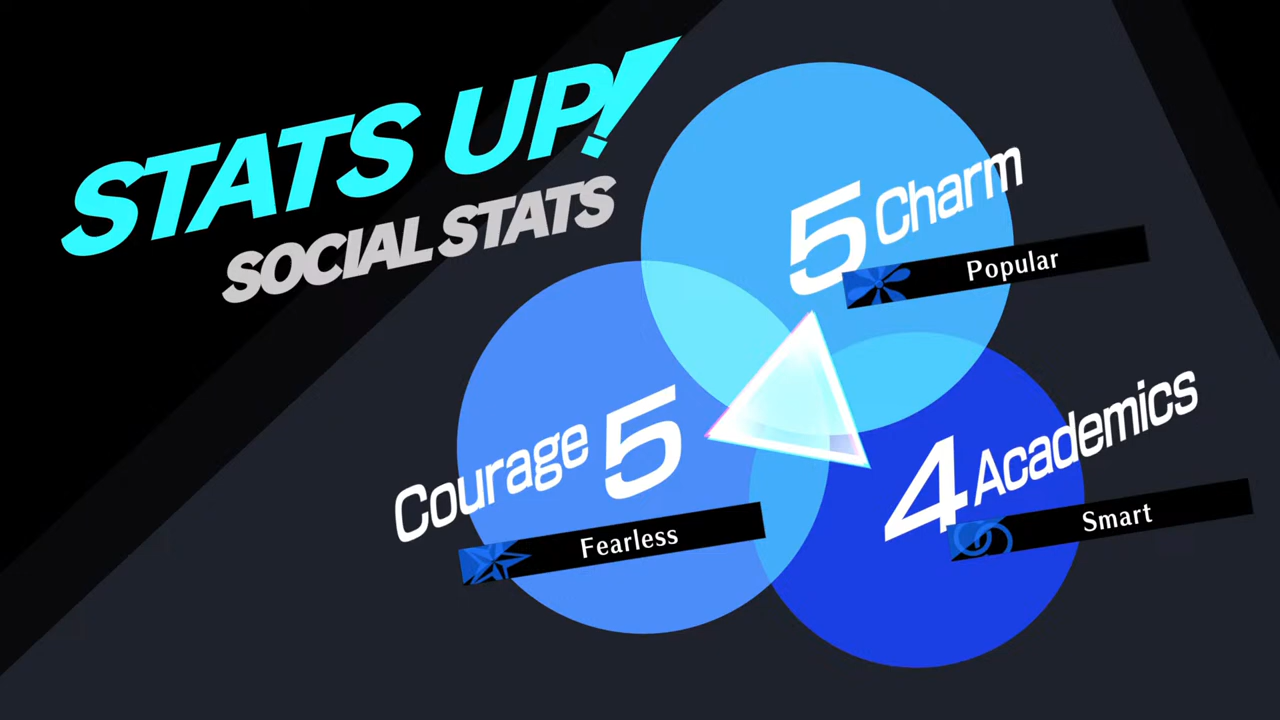 STATS UP!
SOCIAL STATS
5 Charm
Popular
Courage 5
Fearless
4 Academics
Smart